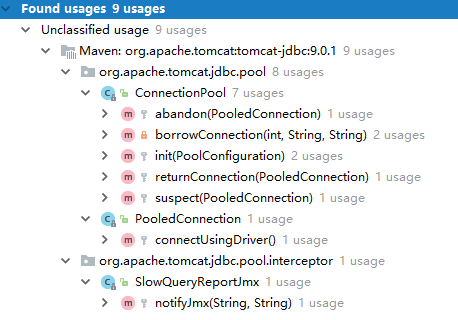 Found usages 9 usages
Unclassified usage 9 usages
Maven: org.apache.tomcat:tomcat-jdbc:9.0.1 9 usages
org.apache.tomcat.jdbc.pool 8 usages
ConnectionPool 7 usages
abandon(PooledConnection) 1 usage
borrowConnection(int, String, String) 2 usages
init(PoolConfiguration) 2 usages
returnConnection(PooledConnection) 1 usage
suspect(PooledConnection) 1 usage
PooledConnection 1 usage
connectUsingDriver() 1 usage
org.apache.tomcat.jdbc.pool.interceptor 1 usage
SlowQueryReportJmx 1 usage
notifyJmx(String, String) 1 usage